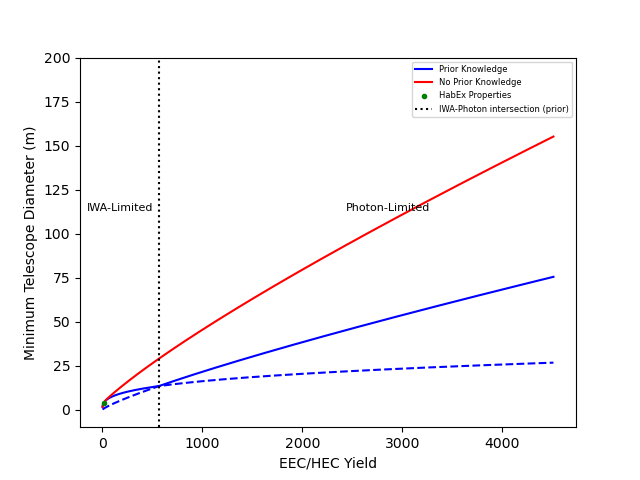 200
175
150
125
100
75
50
25
0
Minimum Telescope Diameter (m)
Prior Knowledge
No Prior Knowledge
HabEx Properties
IWA-Photon intersection (prior)
IWA-Limited
Photon-Limited
0 1000 2000 3000 4000
EEC/HEC Yield